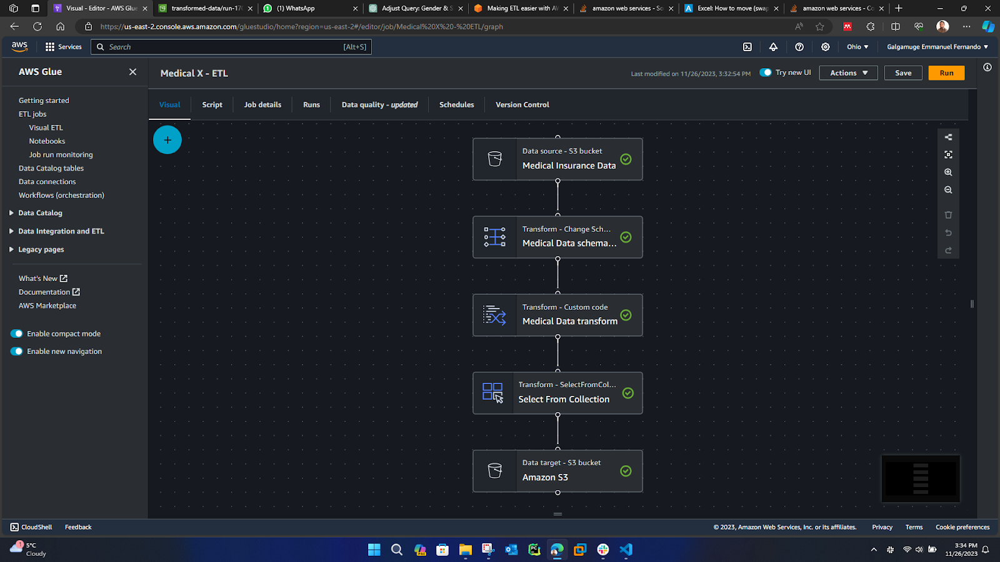 Visual - Editor - AWS Glue
transformed-data/run-170
(1) WhatsApp
Adjust Query: Gender & S
Making ETL easier with AW
amazon web services - So
Excel: How to move (swap
amazon web services - Co
https://us-east-2.console.aws.amazon.com/gluestudio/home?region=us-east-2#/editor/job/Medical%20X%20-%20ETL/graph
aws
Services
Search
[Alt+S]
Ohio
Galgamuge Emmanuel Fernando
AWS Glue
Getting started
ETL jobs
Visual ETL
Notebooks
Job run monitoring
Data Catalog tables
Data connections
Workflows (orchestration)
Data Catalog
Data Integration and ETL
Legacy pages
What's New
Documentation
AWS Marketplace
Enable compact mode
Enable new navigation
Medical X - ETL
Last modified on 11/26/2023, 3:32:54 PM
Try new UI
Actions
Save
Run
Visual
Script
Job details
Runs
Data quality - updated
Schedules
Version Control
Data source - S3 bucket
Medical Insurance Data
Transform - Change Sch...
Medical Data schema...
Transform - Custom code
Medical Data transform
Transform - SelectFromCol...
Select From Collection
Data target - S3 bucket
Amazon S3
CloudShell
Feedback
© 2023, Amazon Web Services, Inc. or its affiliates.
Privacy
Terms
Cookie preferences
1
5°C
Cloudy
PRE
PC
3:34 PM
11/26/2023